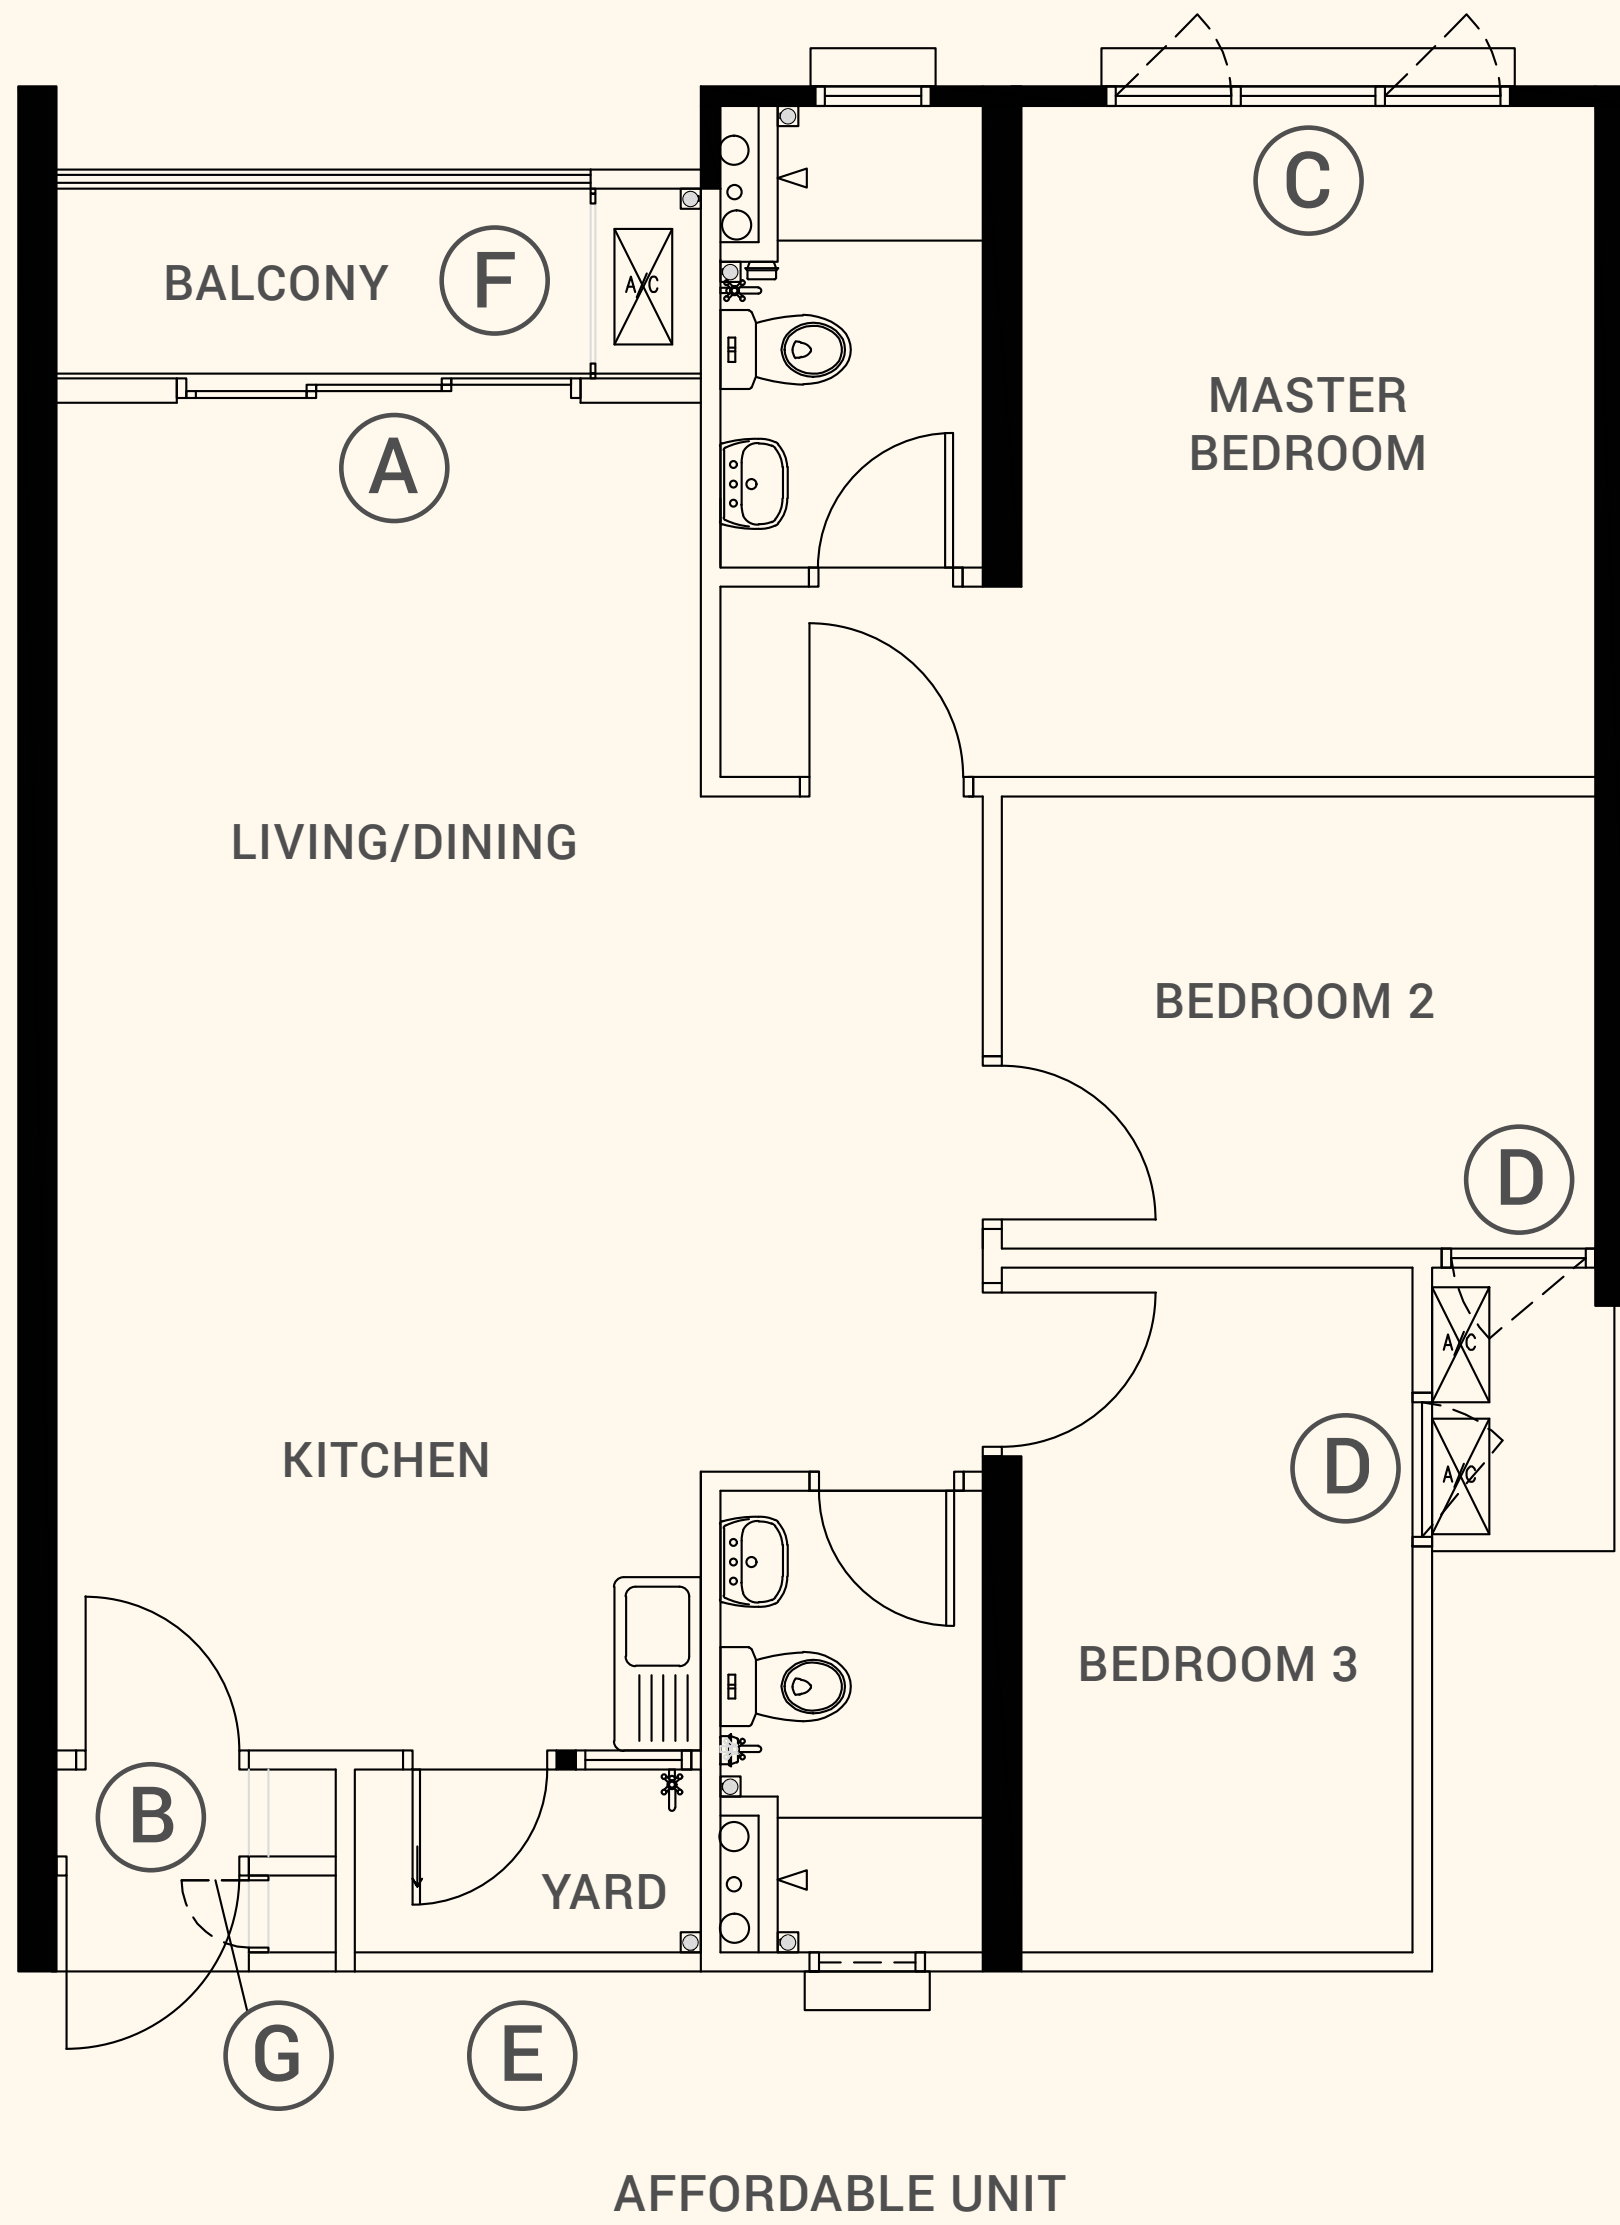 C
BALCONY
F
A/C
MASTER
BEDROOM
A
LIVING/DINING
BEDROOM 2
D
A/C
KITCHEN
D
A/C
BEDROOM 3
B
YARD
G
E
AFFORDABLE UNIT